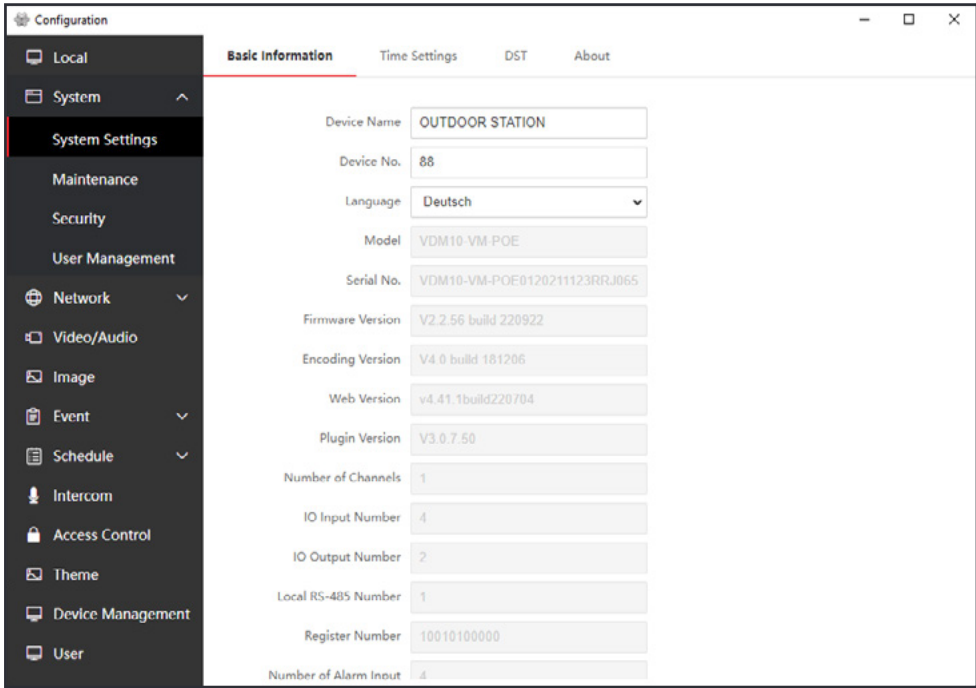 Configuration
Local
System
System Settings
Maintenance
Security
User Management
Network
Video/Audio
Image
Event
Schedule
Intercom
Access Control
Theme
Device Management
User
Basic Information Time Settings DST About
Device Name OUTDOOR STATION
Device No. 88
Language Deutsch
Model VDM10-VM-POE
Serial No. VDM10-VM-POE0120211123RRJ065
Firmware Version V2.2.56 build 220922
Encoding Version V4.0 build 181206
Web Version v4.41.1build220704
Plugin Version V3.0.7.50
Number of Channels 1
IO Input Number 4
IO Output Number 2
Local RS-485 Number 1
Register Number 10010100000
Number of Alarm Input 4